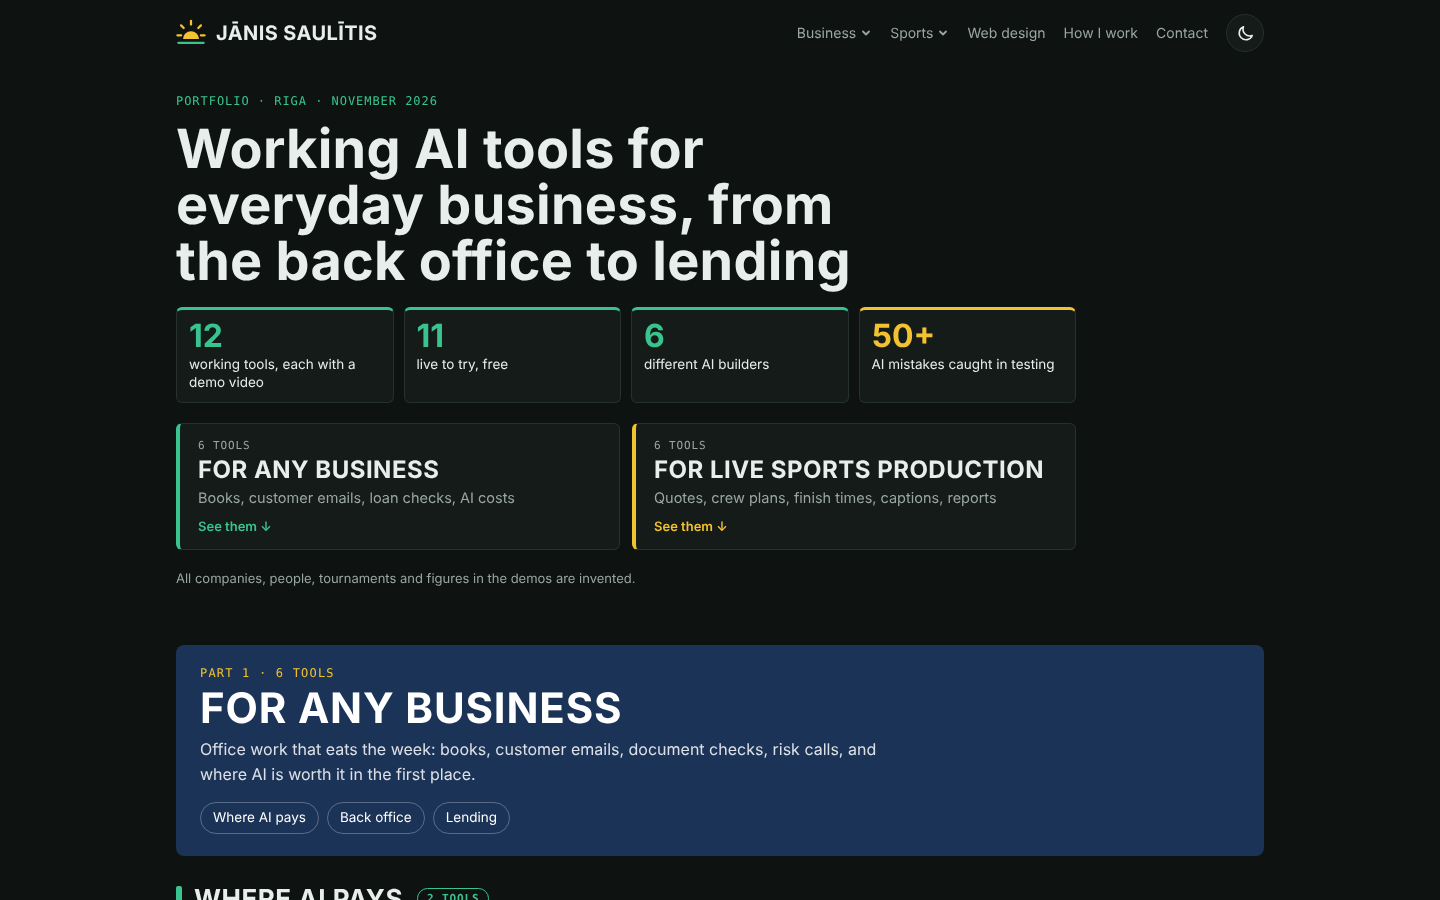 JĀNIS SAULĪTIS
Business
Sports
Web design
How I work
Contact
PORTFOLIO · RIGA · NOVEMBER 2026
Working AI tools for
everyday business, from
the back office to lending
12
working tools, each with a
demo video
11
live to try, free
6
different AI builders
50+
AI mistakes caught in testing
6 TOOLS
FOR ANY BUSINESS
Books, customer emails, loan checks, AI costs
See them ↓
6 TOOLS
FOR LIVE SPORTS PRODUCTION
Quotes, crew plans, finish times, captions, reports
See them ↓
All companies, people, tournaments and figures in the demos are invented.
PART 1 · 6 TOOLS
FOR ANY BUSINESS
Office work that eats the week: books, customer emails, document checks, risk calls, and
where AI is worth it in the first place.
Where AI pays
Back office
Lending
WHERE AI PAYS
2 TOOLS